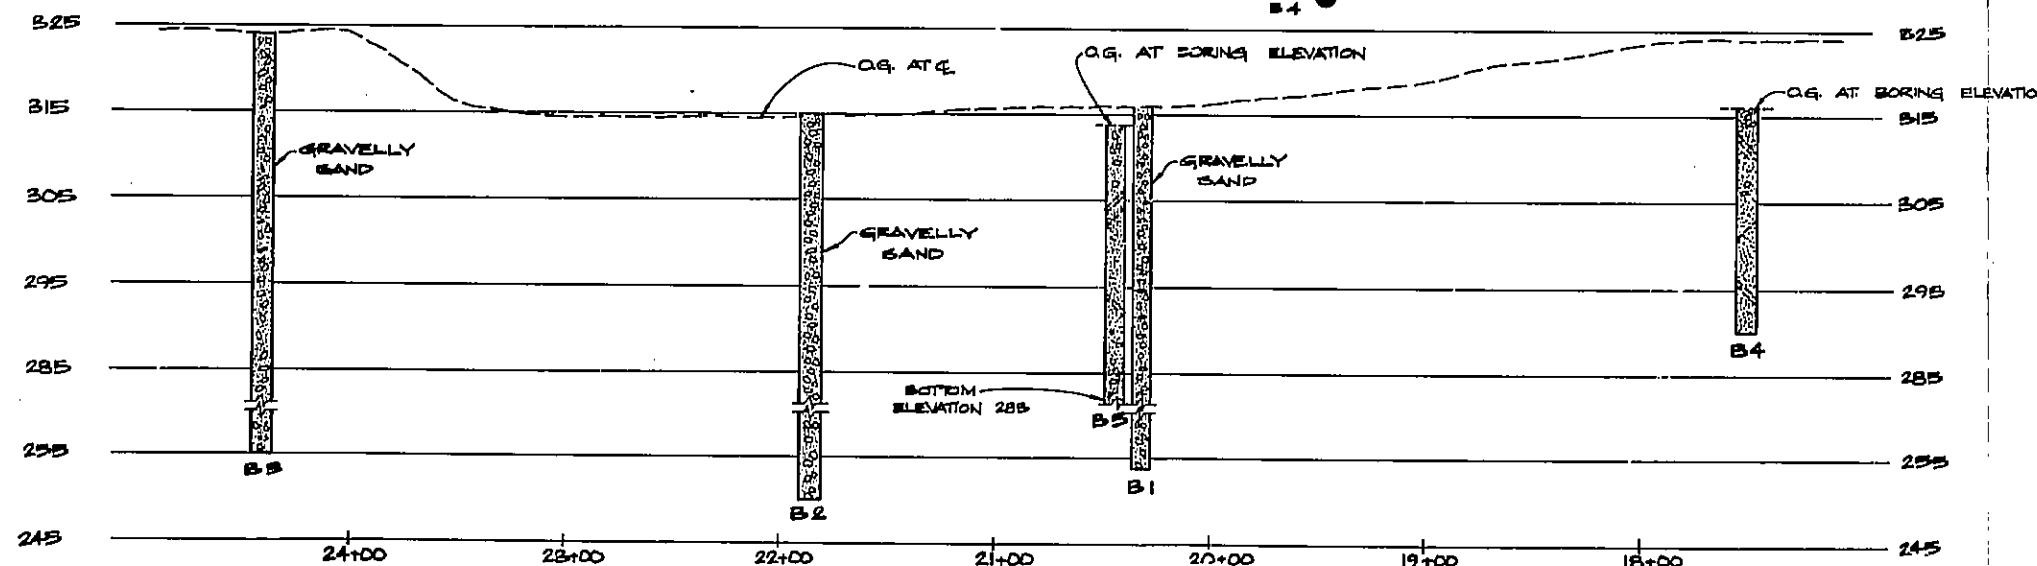 B4
325
325
O.G. AT ℄
O.G. AT BORING ELEVATION
315
O.G. AT BORING ELEVATIO
315
GRAVELLY
SAND
GRAVELLY
SAND
305
305
GRAVELLY
SAND
295
295
B4
285
285
BOTTOM
ELEVATION 283
B5
255
255
B3
B1
B2
245
245
24+00
23+00
22+00
21+00
20+00
19+00
18+00